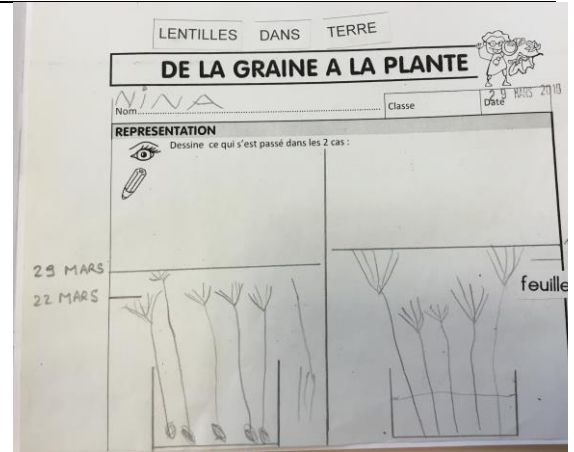 LENTILLES DANS TERRE
DE LA GRAINE A LA PLANTE
Nom NINA
Classe
Date 29 MARS 2018
REPRESENTATION
Dessine ce qui s'est passé dans les 2 cas :
29 MARS
22 MARS
feuille